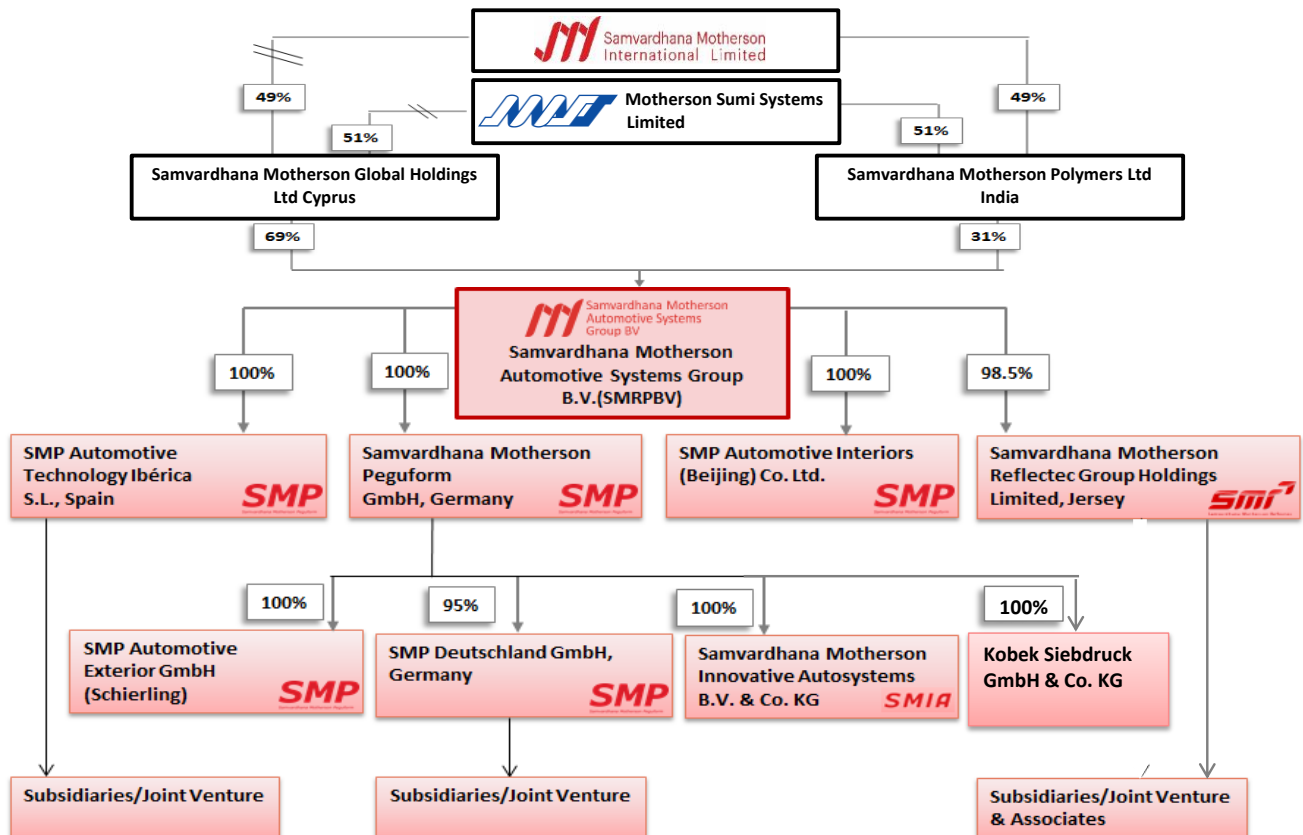 Samvardhana Motherson
International Limited
49%
49%
Motherson Sumi Systems
Limited
51%
51%
Samvardhana Motherson Global Holdings
Ltd Cyprus
Samvardhana Motherson Polymers Ltd
India
69%
31%
Samvardhana Motherson
Automotive Systems
Group BV
Samvardhana Motherson
Automotive Systems Group
B.V.(SMRPBV)
100%
100%
100%
98.5%
SMP Automotive
Technology Ibérica
S.L., Spain
SMP
Samvardhana Motherson
Peguform
GmbH, Germany
SMP
SMP Automotive Interiors
(Beijing) Co. Ltd.
SMP
Samvardhana Motherson
Reflectec Group Holdings
Limited, Jersey
smr
100%
95%
100%
100%
SMP Automotive
Exterior GmbH
(Schierling)
SMP
SMP Deutschland GmbH,
Germany
SMP
Samvardhana Motherson
Innovative Autosystems
B.V. & Co. KG
SMIA
Kobek Siebdruck
GmbH & Co. KG
Subsidiaries/Joint Venture
Subsidiaries/Joint Venture
Subsidiaries/Joint Venture
& Associates